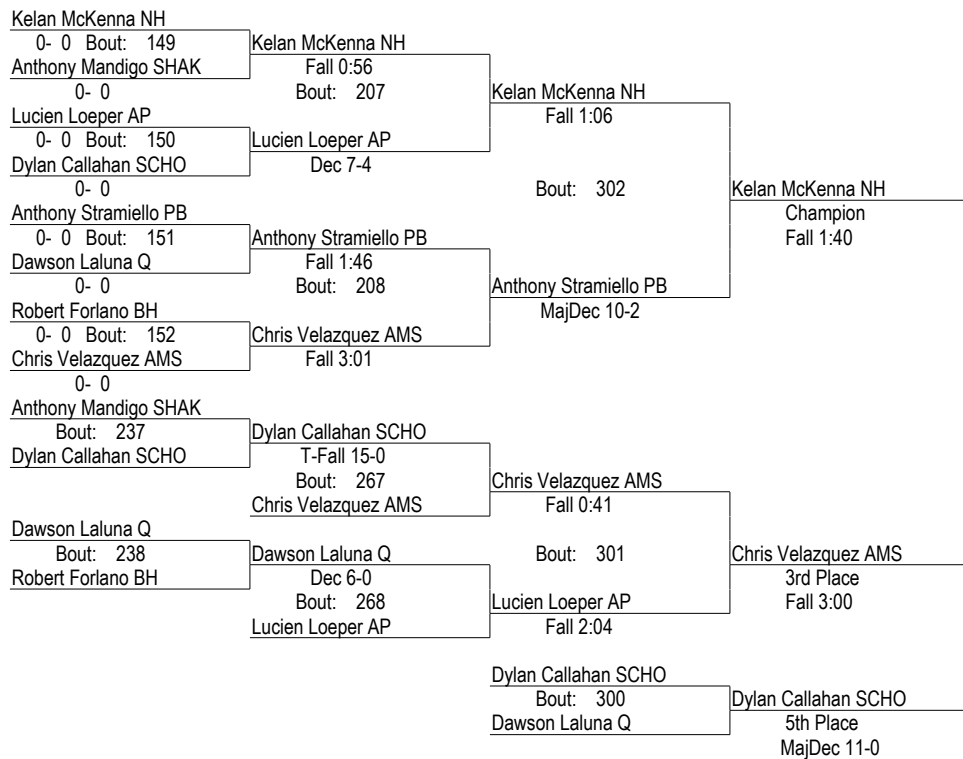 Kelan McKenna NH
0- 0 Bout: 149 Kelan McKenna NH
Anthony Mandigo SHAK Fall 0:56
0- 0 Bout: 207 Kelan McKenna NH
Lucien Loeper AP Fall 1:06
0- 0 Bout: 150 Lucien Loeper AP
Dylan Callahan SCHO Dec 7-4
0- 0 Bout: 302 Kelan McKenna NH
Anthony Stramiello PB Champion
0- 0 Bout: 151 Anthony Stramiello PB Fall 1:40
Dawson Laluna Q Fall 1:46
0- 0 Bout: 208 Anthony Stramiello PB
Robert Forlano BH MajDec 10-2
0- 0 Bout: 152 Chris Velazquez AMS
Chris Velazquez AMS Fall 3:01
0- 0
Anthony Mandigo SHAK
Bout: 237 Dylan Callahan SCHO
Dylan Callahan SCHO T-Fall 15-0
Bout: 267 Chris Velazquez AMS
Chris Velazquez AMS Fall 0:41
Dawson Laluna Q
Bout: 238 Dawson Laluna Q Bout: 301 Chris Velazquez AMS
Robert Forlano BH Dec 6-0 3rd Place
Bout: 268 Lucien Loeper AP Fall 3:00
Lucien Loeper AP Fall 2:04
Dylan Callahan SCHO
Bout: 300 Dylan Callahan SCHO
Dawson Laluna Q 5th Place
MajDec 11-0